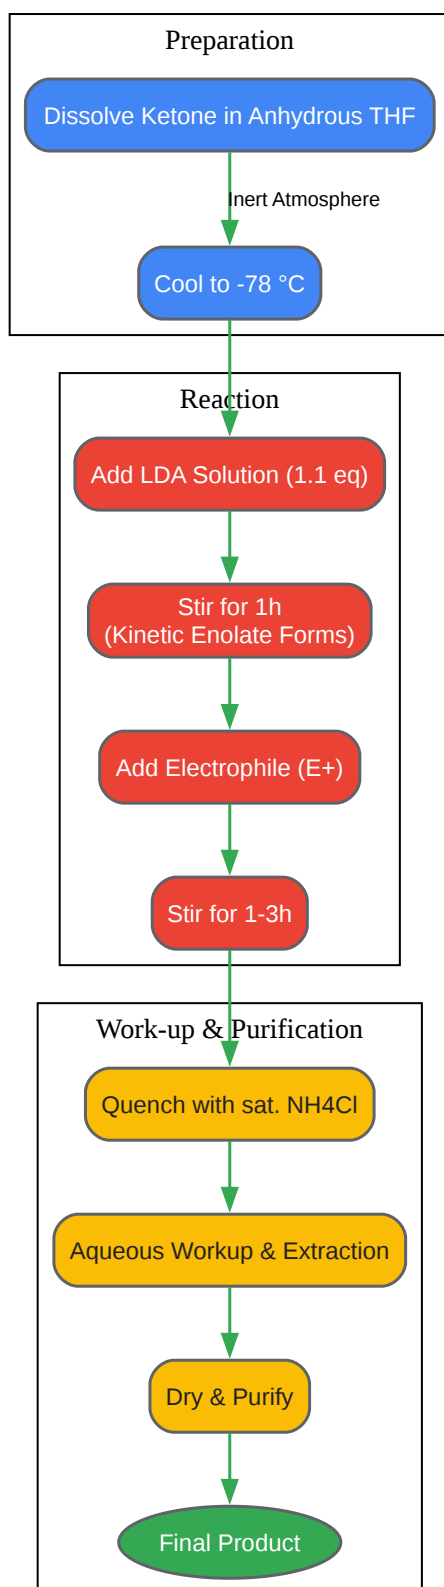 Preparation
Dissolve Ketone in Anhydrous THF
Inert Atmosphere
Cool to -78 °C
Reaction
Add LDA Solution (1.1 eq)
Stir for 1h
(Kinetic Enolate Forms)
Add Electrophile (E+)
Stir for 1-3h
Work-up & Purification
Quench with sat. NH4Cl
Aqueous Workup & Extraction
Dry & Purify
Final Product